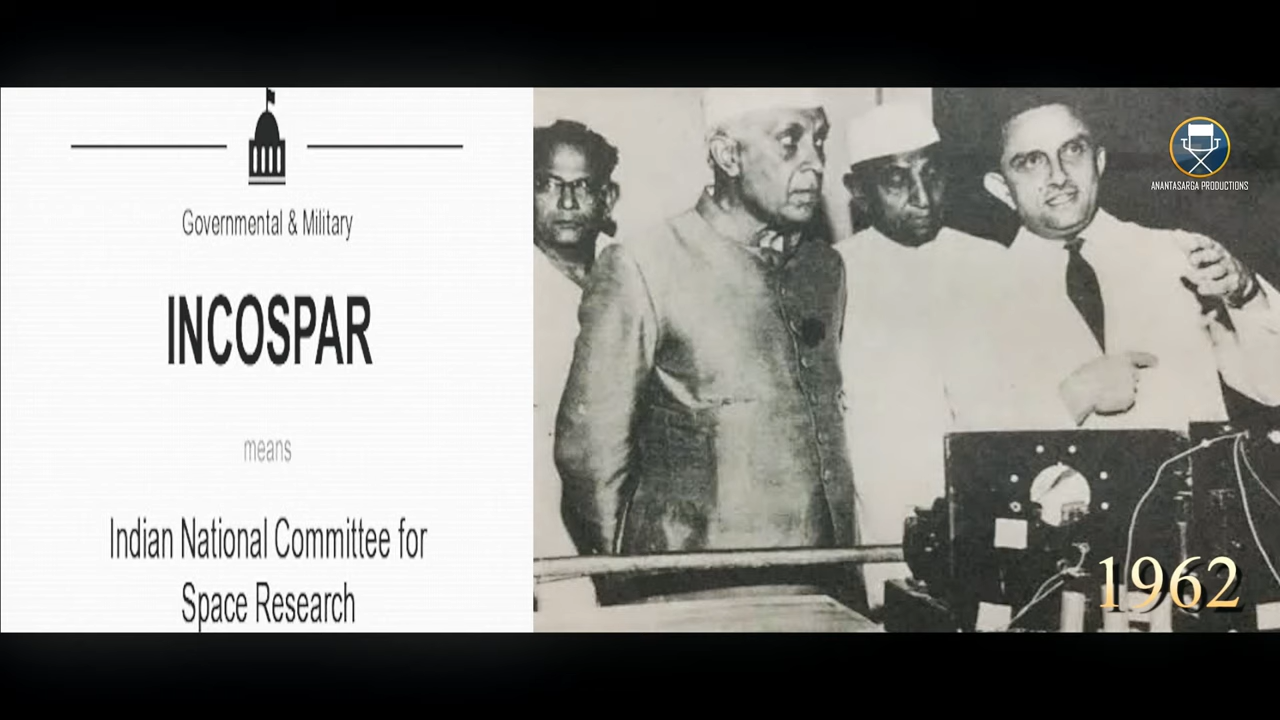 Governmental & Military
INCOSPAR
means
Indian National Committee for
Space Research
ANANTASARGA PRODUCTIONS
1962